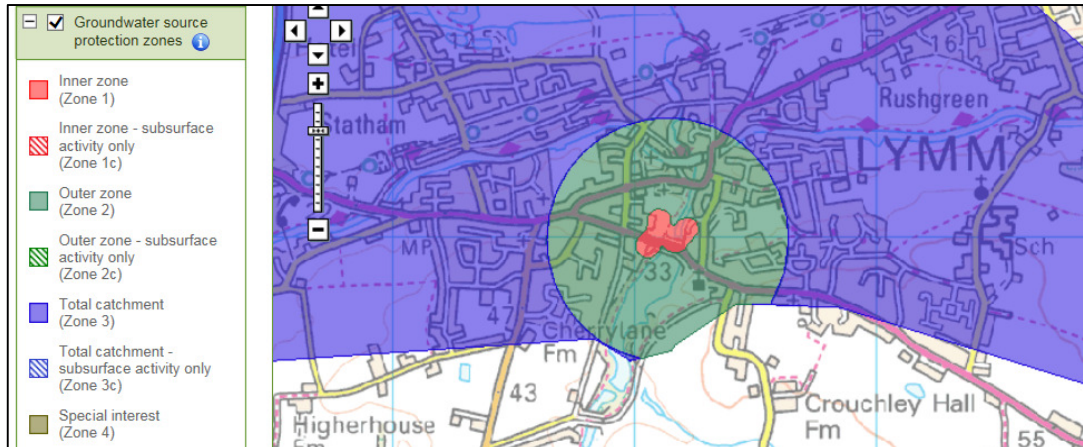 Groundwater source
protection zones
Inner zone
(Zone 1)
Inner zone - subsurface
activity only
(Zone 1c)
Outer zone
(Zone 2)
Outer zone - subsurface
activity only
(Zone 2c)
Total catchment
(Zone 3)
Total catchment -
subsurface activity only
(Zone 3c)
Special interest
(Zone 4)
16
Rushgreen
Statham
LYMM
MP
Sch
33
47
Cherrylane
Fm
43
Higherhouse
Fm
Crouchley Hall
Fm
55